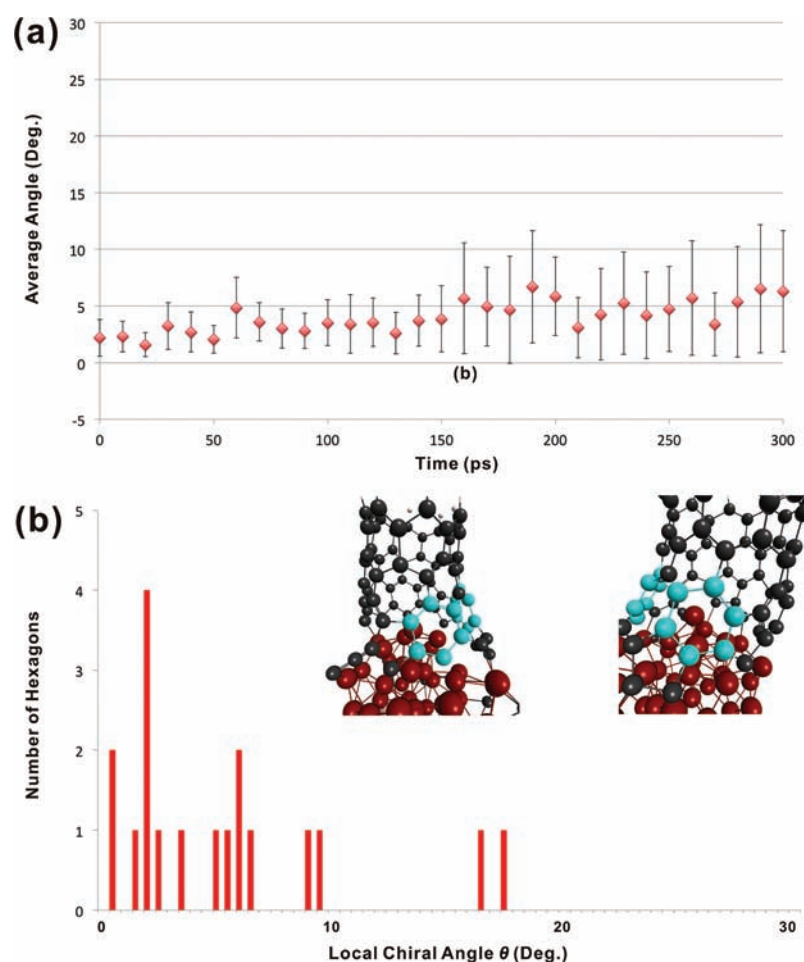 (a)
30
25
20
15
10
5
0
-5
Average Angle (Deg.)
(b)
0 50 100 150 200 250 300
Time (ps)
(b)
5
4
3
2
1
0
Number of Hexagons
0 10 20 30
Local Chiral Angle θ (Deg.)